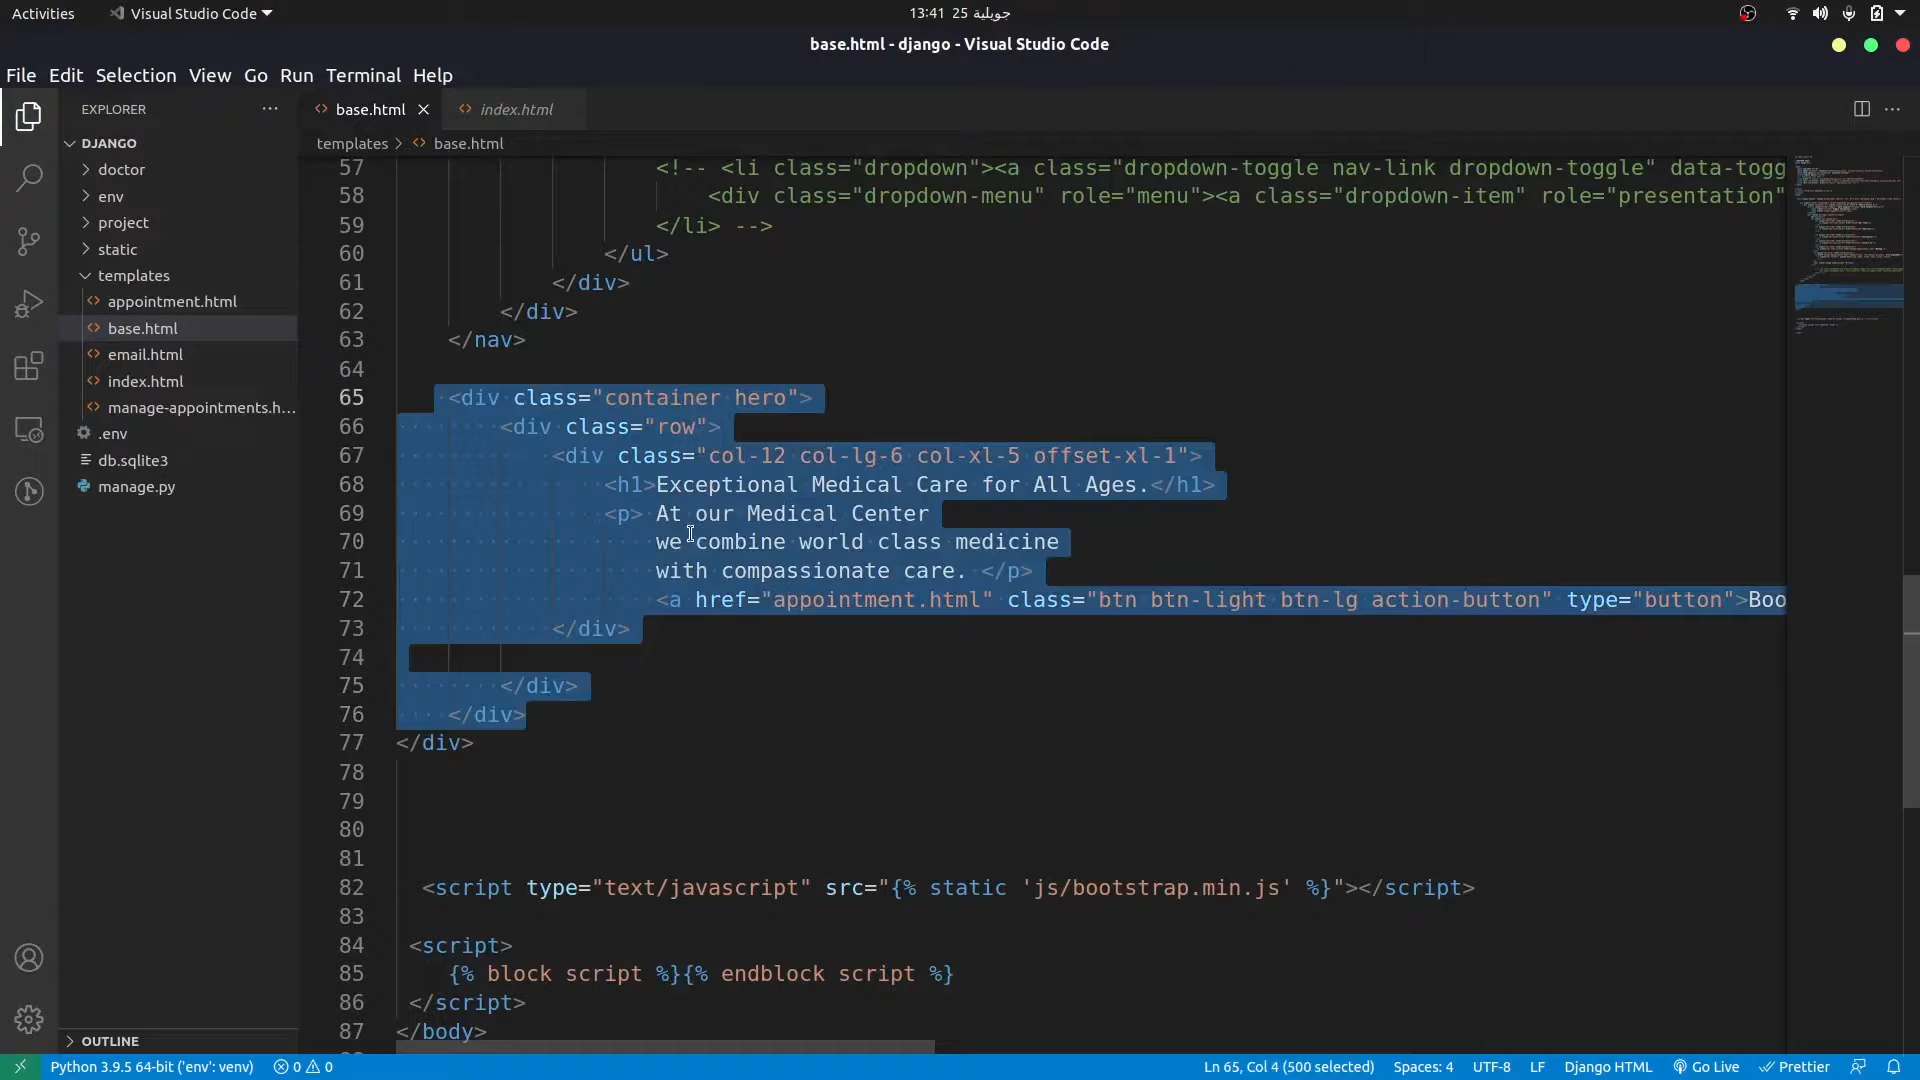 Activities
Visual Studio Code
13:41 25 جويلية
base.html - django - Visual Studio Code
File Edit Selection View Go Run Terminal Help
EXPLORER
base.html
index.html
templates > base.html
DJANGO
doctor
env
project
static
templates
appointment.html
base.html
email.html
index.html
manage-appointments.h...
.env
db.sqlite3
manage.py
OUTLINE
57 <!-- <li class="dropdown"><a class="dropdown-toggle nav-link dropdown-toggle" data-togg
58 <div class="dropdown-menu" role="menu"><a class="dropdown-item" role="presentation"
59 </li> -->
60 </ul>
61 </div>
62 </div>
63 </nav>
64
65 <div class="container hero">
66 <div class="row">
67 <div class="col-12 col-lg-6 col-xl-5 offset-xl-1">
68 <h1>Exceptional Medical Care for All Ages.</h1>
69 <p> At our Medical Center
70 we combine world class medicine
71 with compassionate care. </p>
72 <a href="appointment.html" class="btn btn-light btn-lg action-button" type="button">Boo
73 </div>
74
75 </div>
76 </div>
77 </div>
78
79
80
81
82 <script type="text/javascript" src="{% static 'js/bootstrap.min.js' %}"></script>
83
84 <script>
85 {% block script %}{% endblock script %}
86 </script>
87 </body>
Python 3.9.5 64-bit ('env': venv) 0 0
Ln 65, Col 4 (500 selected) Spaces: 4 UTF-8 LF Django HTML Go Live Prettier